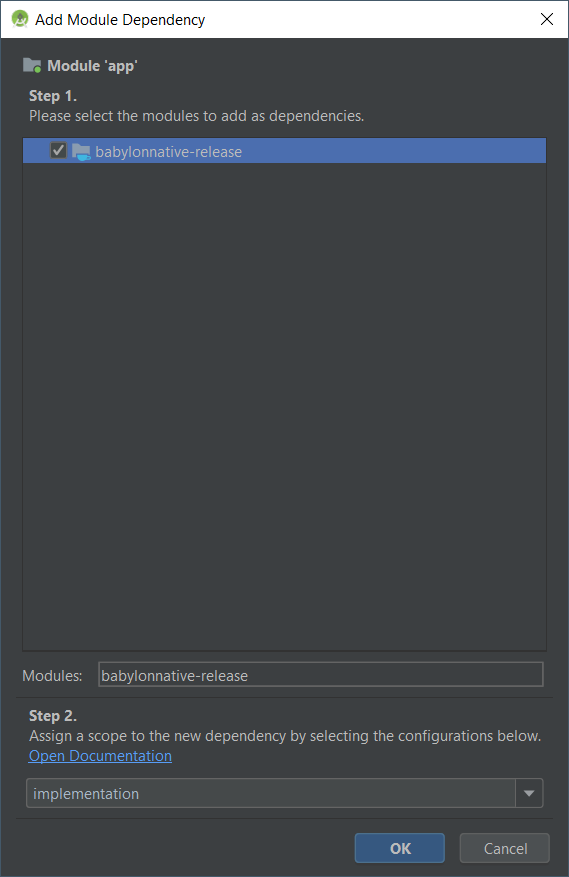 Add Module Dependency
Module 'app'
Step 1.
Please select the modules to add as dependencies.
babylonnative-release
Modules: babylonnative-release
Step 2.
Assign a scope to the new dependency by selecting the configurations below.
Open Documentation
implementation
OK Cancel